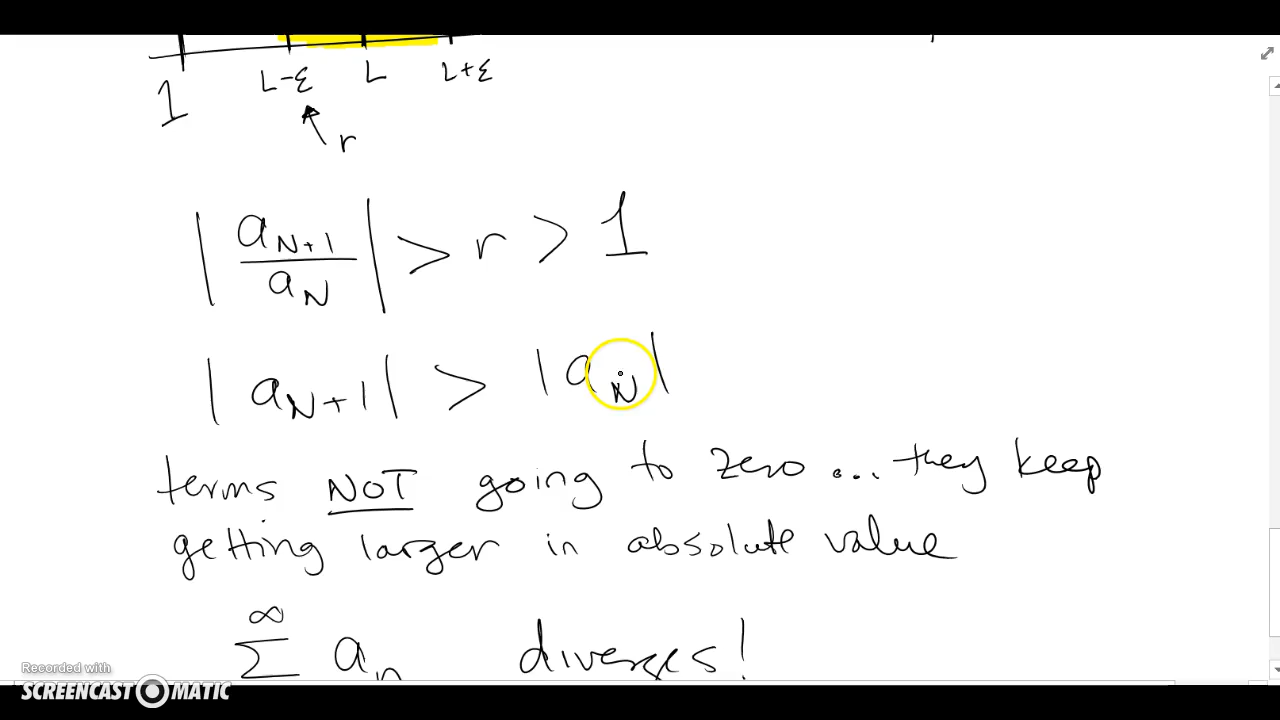 1 L-ε L L+ε
r
| a_{N+1} / a_N | > r > 1
| a_{N+1} | > | a_N |
terms NOT going to zero ... they keep
getting larger in absolute value
∞
Σ a_n diverges!
Recorded with
SCREENCAST MATIC